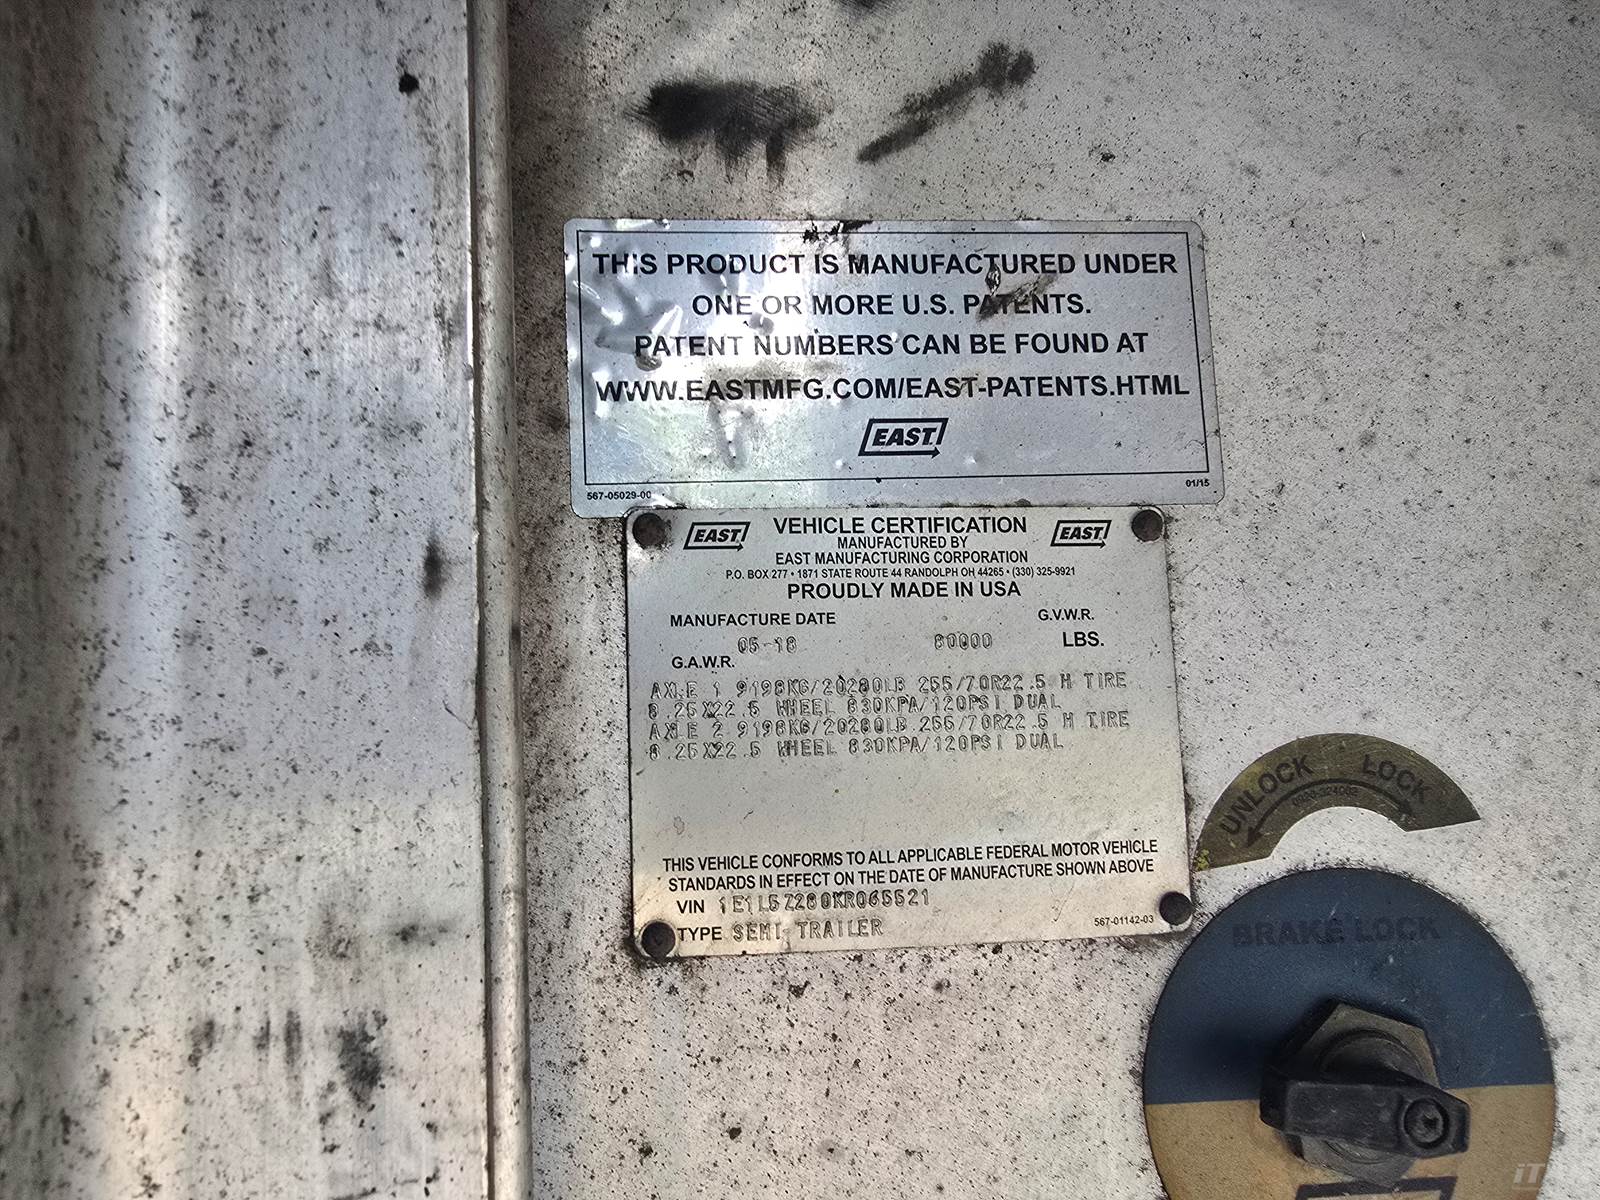 THIS PRODUCT IS MANUFACTURED UNDER
ONE OR MORE U.S. PATENTS.
PATENT NUMBERS CAN BE FOUND AT
WWW.EASTMFG.COM/EAST-PATENTS.HTML
EAST
567-05029-00 01/15
EAST VEHICLE CERTIFICATION EAST
MANUFACTURED BY
EAST MANUFACTURING CORPORATION
P.O. BOX 277 • 1871 STATE ROUTE 44 RANDOLPH OH 44265 • (330) 325-9921
PROUDLY MADE IN USA
MANUFACTURE DATE G.V.W.R.
05-18 80000 LBS.
G.A.W.R.
AXLE 1 9198KG/20280LB 255/70R22.5 H TIRE
8.25X22.5 WHEEL 830KPA/120PSI DUAL
AXLE 2 9198KG/20280LB 255/70R22.5 H TIRE
8.25X22.5 WHEEL 830KPA/120PSI DUAL
THIS VEHICLE CONFORMS TO ALL APPLICABLE FEDERAL MOTOR VEHICLE
STANDARDS IN EFFECT ON THE DATE OF MANUFACTURE SHOWN ABOVE
VIN 1E1L5Z280KR065521
TYPE SEMI-TRAILER 567-01142-03
UNLOCK LOCK
BRAKE LOCK